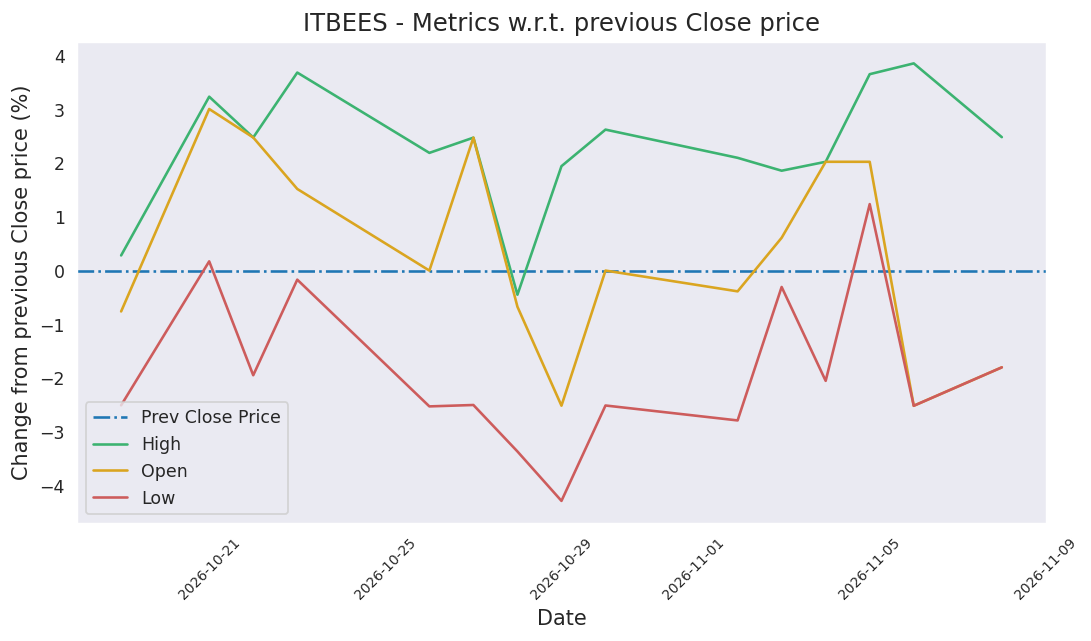 ITBEES - Metrics w.r.t. previous Close price
Change from previous Close price (%)
4
3
2
1
0
−1
−2
−3
−4
Prev Close Price
High
Open
Low
2026-10-21
2026-10-25
2026-10-29
2026-11-01
2026-11-05
2026-11-09
Date